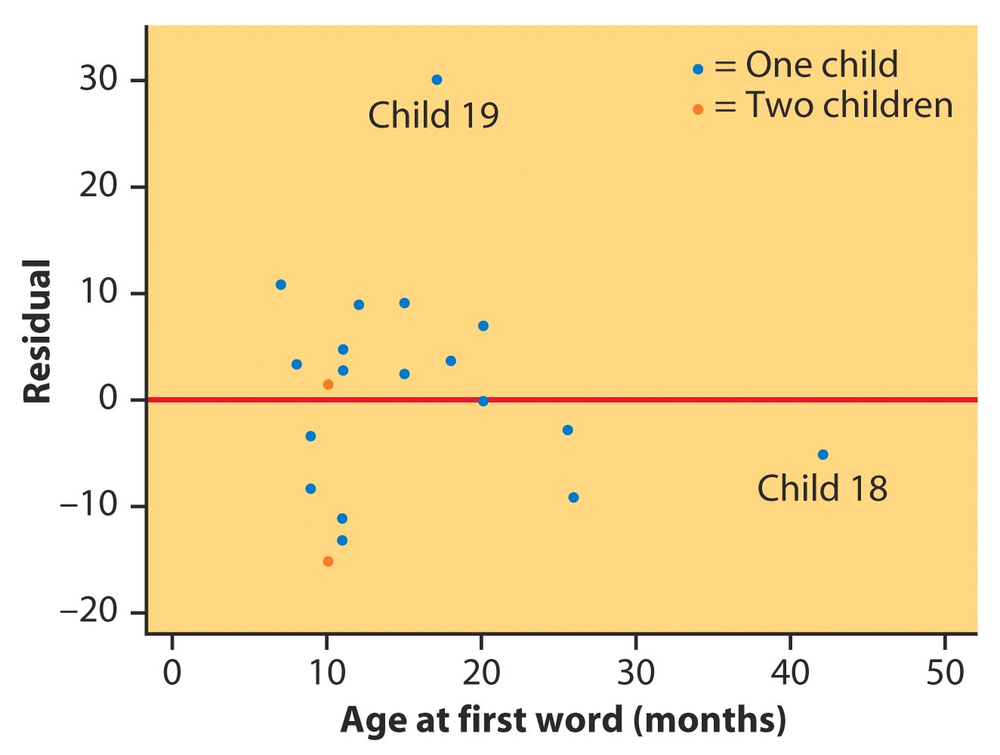 = One child
= Two children
Child 19
Child 18
Residual
30
20
10
0
−10
−20
0 10 20 30 40 50
Age at first word (months)